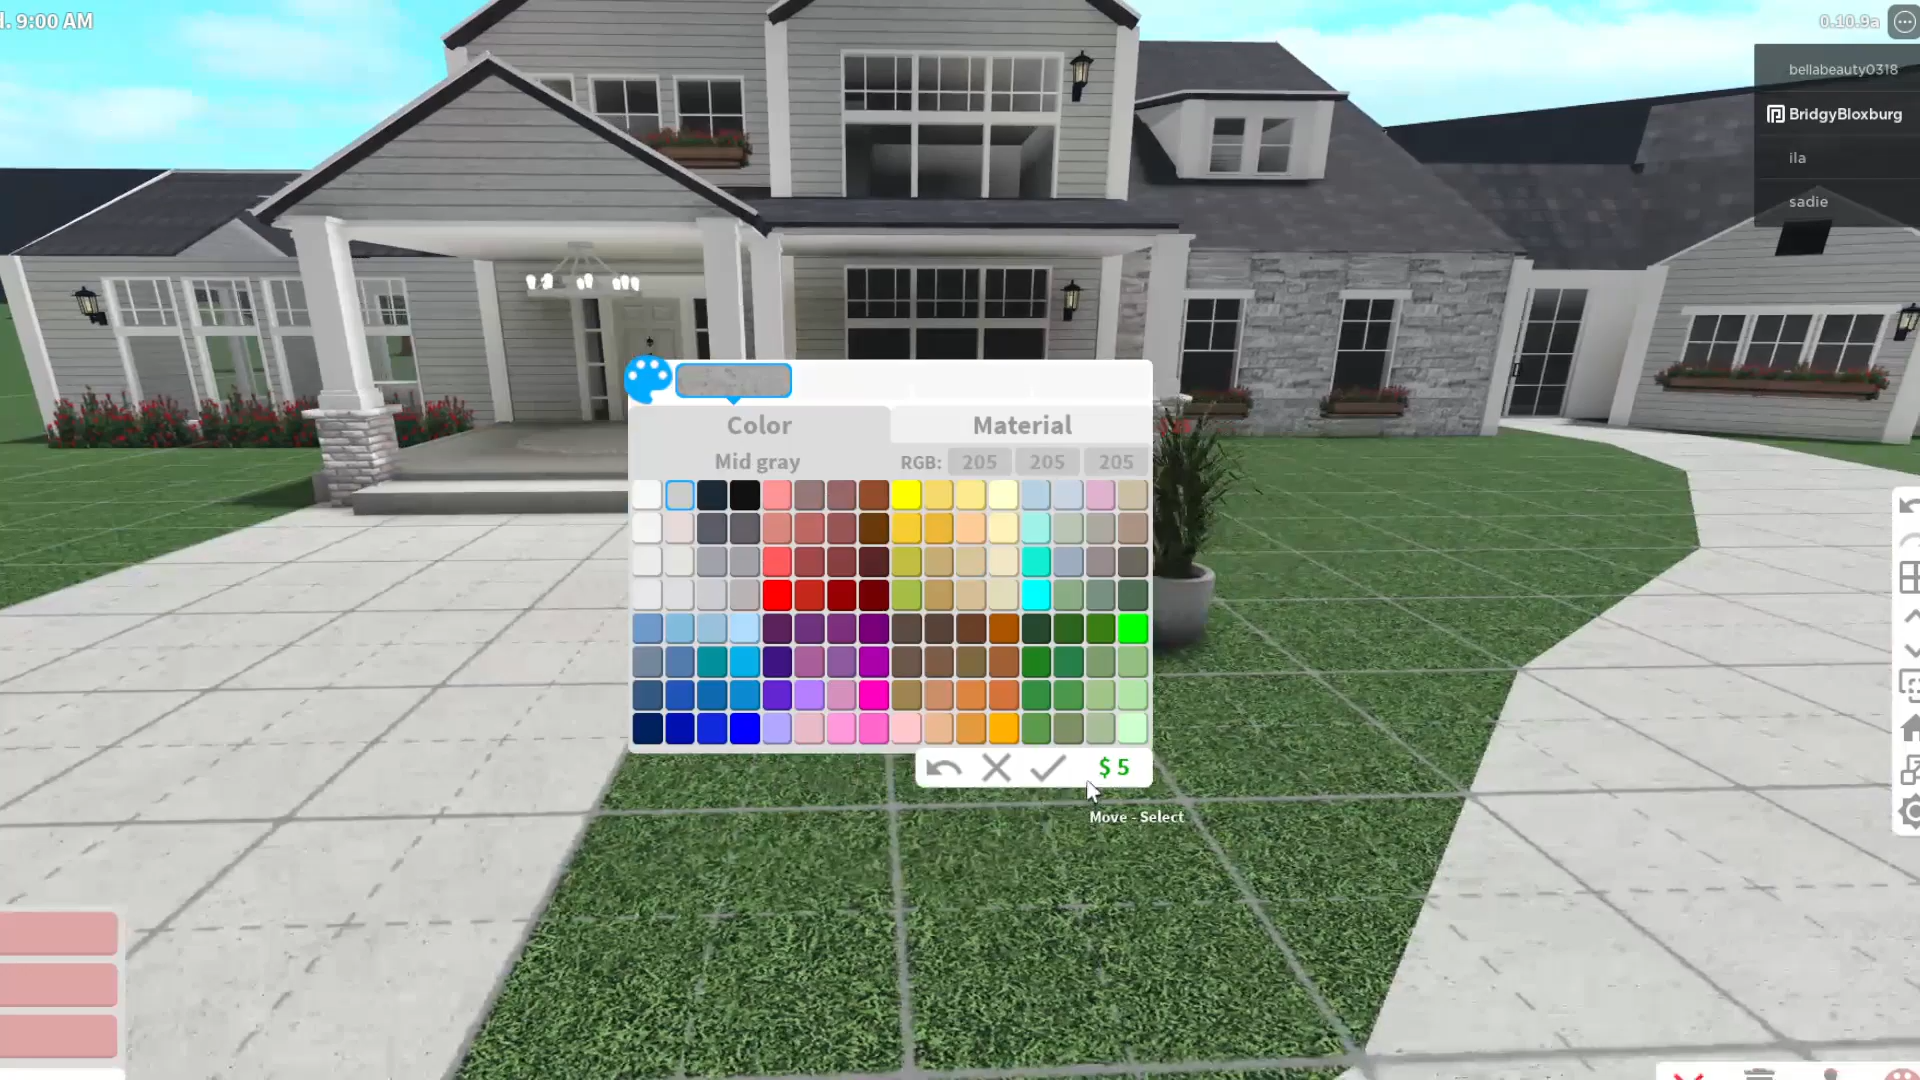 . 9:00 AM
0.10.9a
bellabeauty0318
BridgyBloxburg
ila
sadie
Color
Material
Mid gray
RGB: 205 205 205
$ 5
Move - Select